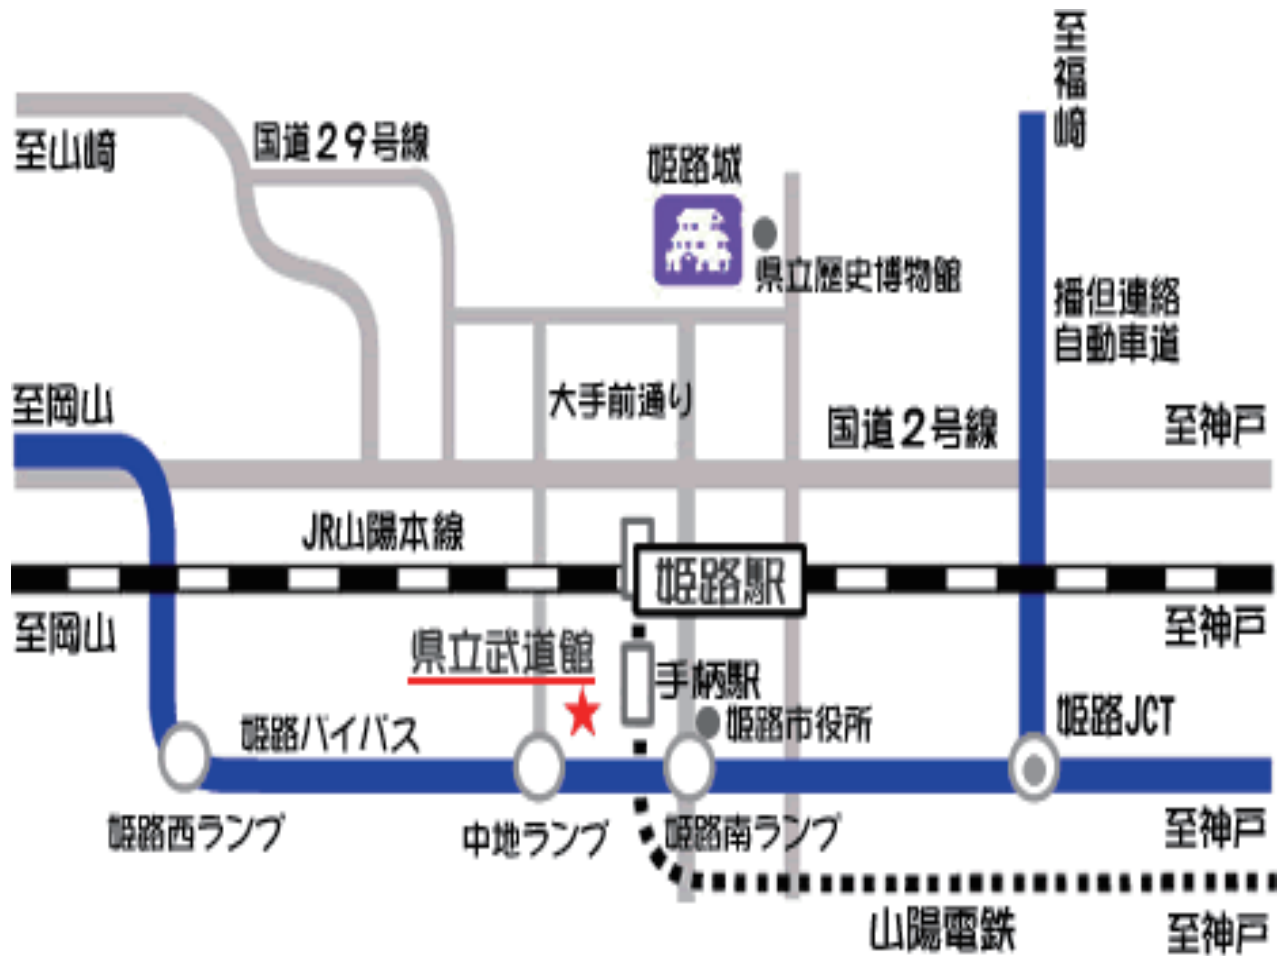 至福崎
至山崎
国道29号線
姫路城
県立歴史博物館
播但連絡
自動車道
至岡山
大手前通り
国道2号線
至神戸
JR山陽本線
姫路駅
至岡山
至神戸
県立武道館
手柄駅
姫路市役所
姫路JCT
姫路バイパス
姫路西ランプ
中地ランプ
姫路南ランプ
至神戸
山陽電鉄
至神戸